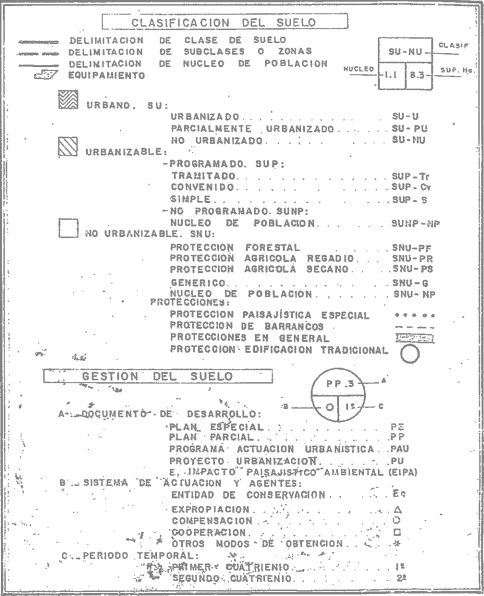 CLASIFICACION DEL SUELO
DELIMITACION DE CLASE DE SUELO
DELIMITACION DE SUBCLASES O ZONAS
DELIMITACION DE NUCLEO DE POBLACION
EQUIPAMIENTO
SU-NU CLASIF
NUCLEO 1.1 8.3 SUP. Ha.
URBANO. SU:
URBANIZADO............ SU-U
PARCIALMENTE URBANIZADO..... SU-PU
NO URBANIZADO.......... SU-NU
URBANIZABLE:
-PROGRAMADO. SUP:
TRAMITADO............ SUP-Tr
CONVENIDO............ SUP-Cv
SIMPLE.............. SUP-S
-NO PROGRAMADO. SUNP:
NUCLEO DE POBLACION....... SUNP-NP
NO URBANIZABLE. SNU:
PROTECCION FORESTAL SNU-PF
PROTECCION AGRICOLA REGADIO... SNU-PR
PROTECCION AGRICOLA SECANO... SNU-PS
GENERICO............ SNU-G
NUCLEO DE POBLACION....... SNU-NP
PROTECCIONES:
PROTECCION PAISAJÍSTICA ESPECIAL
PROTECCION DE BARRANCOS
PROTECCIONES EN GENERAL
PROTECCION EDIFICACION TRADICIONAL
GESTION DEL SUELO
PP.3 A
B O 1º C
A-DOCUMENTO DE DESARROLLO:
PLAN ESPECIAL........... PE
PLAN PARCIAL........... PP
PROGRAMA ACTUACION URBANISTICA. PAU
PROYECTO URBANIZACION....... PU
E. IMPACTO PAISAJISTICO AMBIENTAL (EIPA)
B.-SISTEMA DE ACTUACION Y AGENTES:
ENTIDAD DE CONSERVACION..... Ec
EXPROPIACION........... △
COMPENSACION........... O
COOPERACION........... □
OTROS MODOS DE OBTENCION.... *
C.-PERIODO TEMPORAL:
PRIMER CUATRIENIO........ 1º
SEGUNDO CUATRIENIO....... 2º